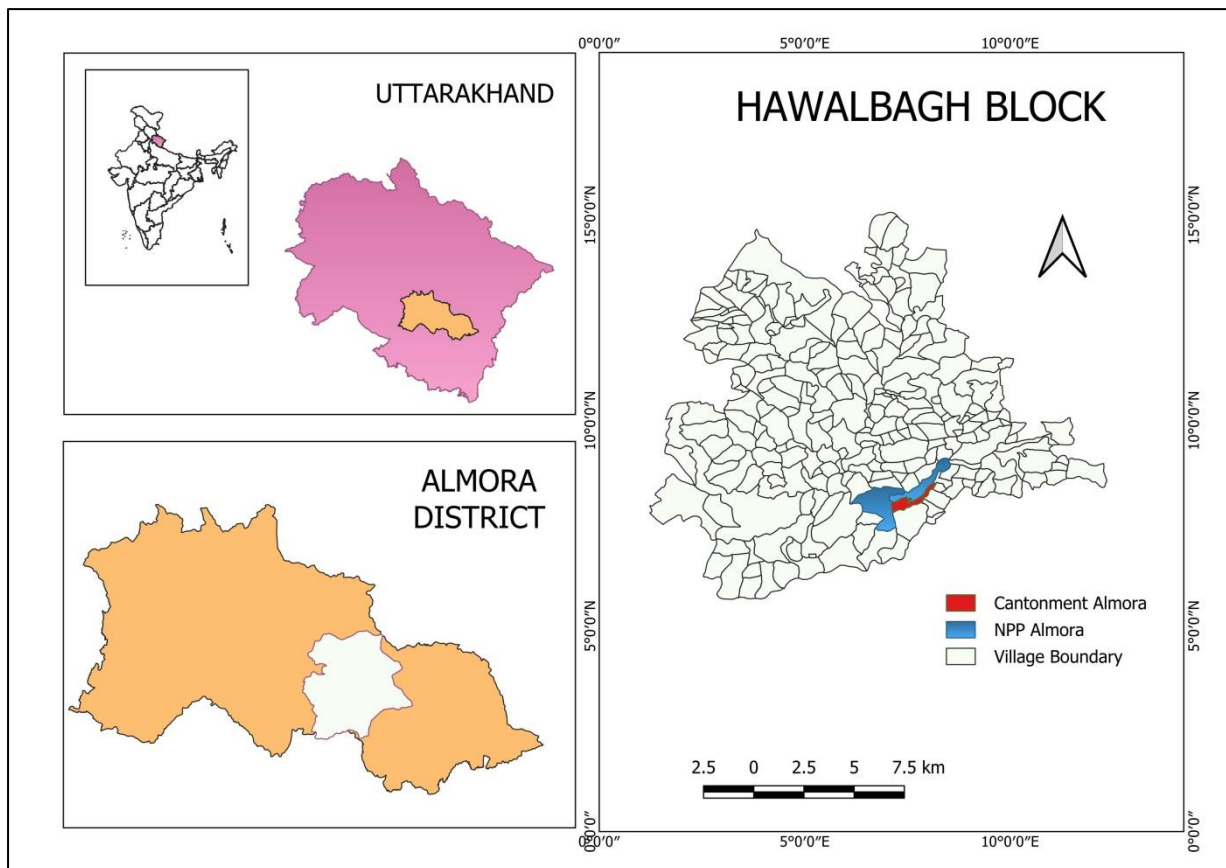 UTTARAKHAND
ALMORA
DISTRICT
0°0'0"
5°0'0"E
10°0'0"E
HAWALBAGH BLOCK
15°0'0"N
10°0'0"N
5°0'0"N
0°0'0"
15°0'0"N
10°0'0"N
5°0'0"N
0°0'0"
Cantonment Almora
NPP Almora
Village Boundary
2.5 0 2.5 5 7.5 km
0°0'0"
5°0'0"E
10°0'0"E